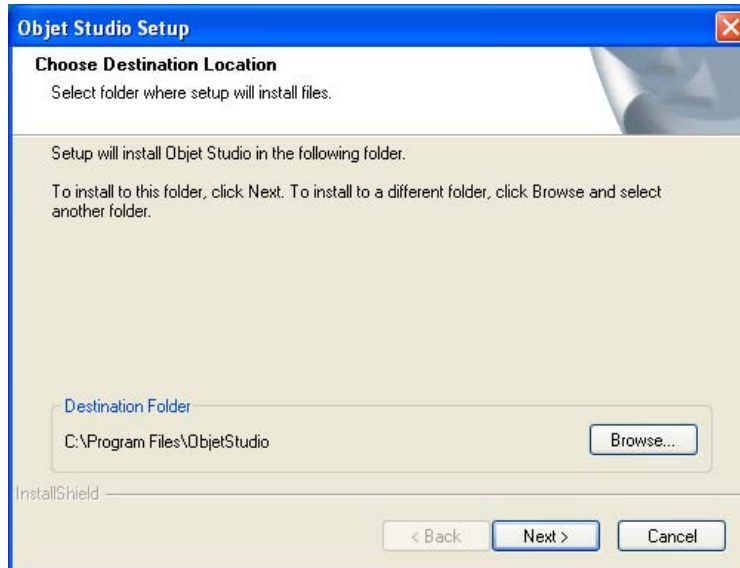 Objet Studio Setup
Choose Destination Location
Select folder where setup will install files.
Setup will install Objet Studio in the following folder.
To install to this folder, click Next. To install to a different folder, click Browse and select
another folder.
Destination Folder
C:\Program Files\ObjetStudio
Browse...
InstallShield
< Back
Next >
Cancel